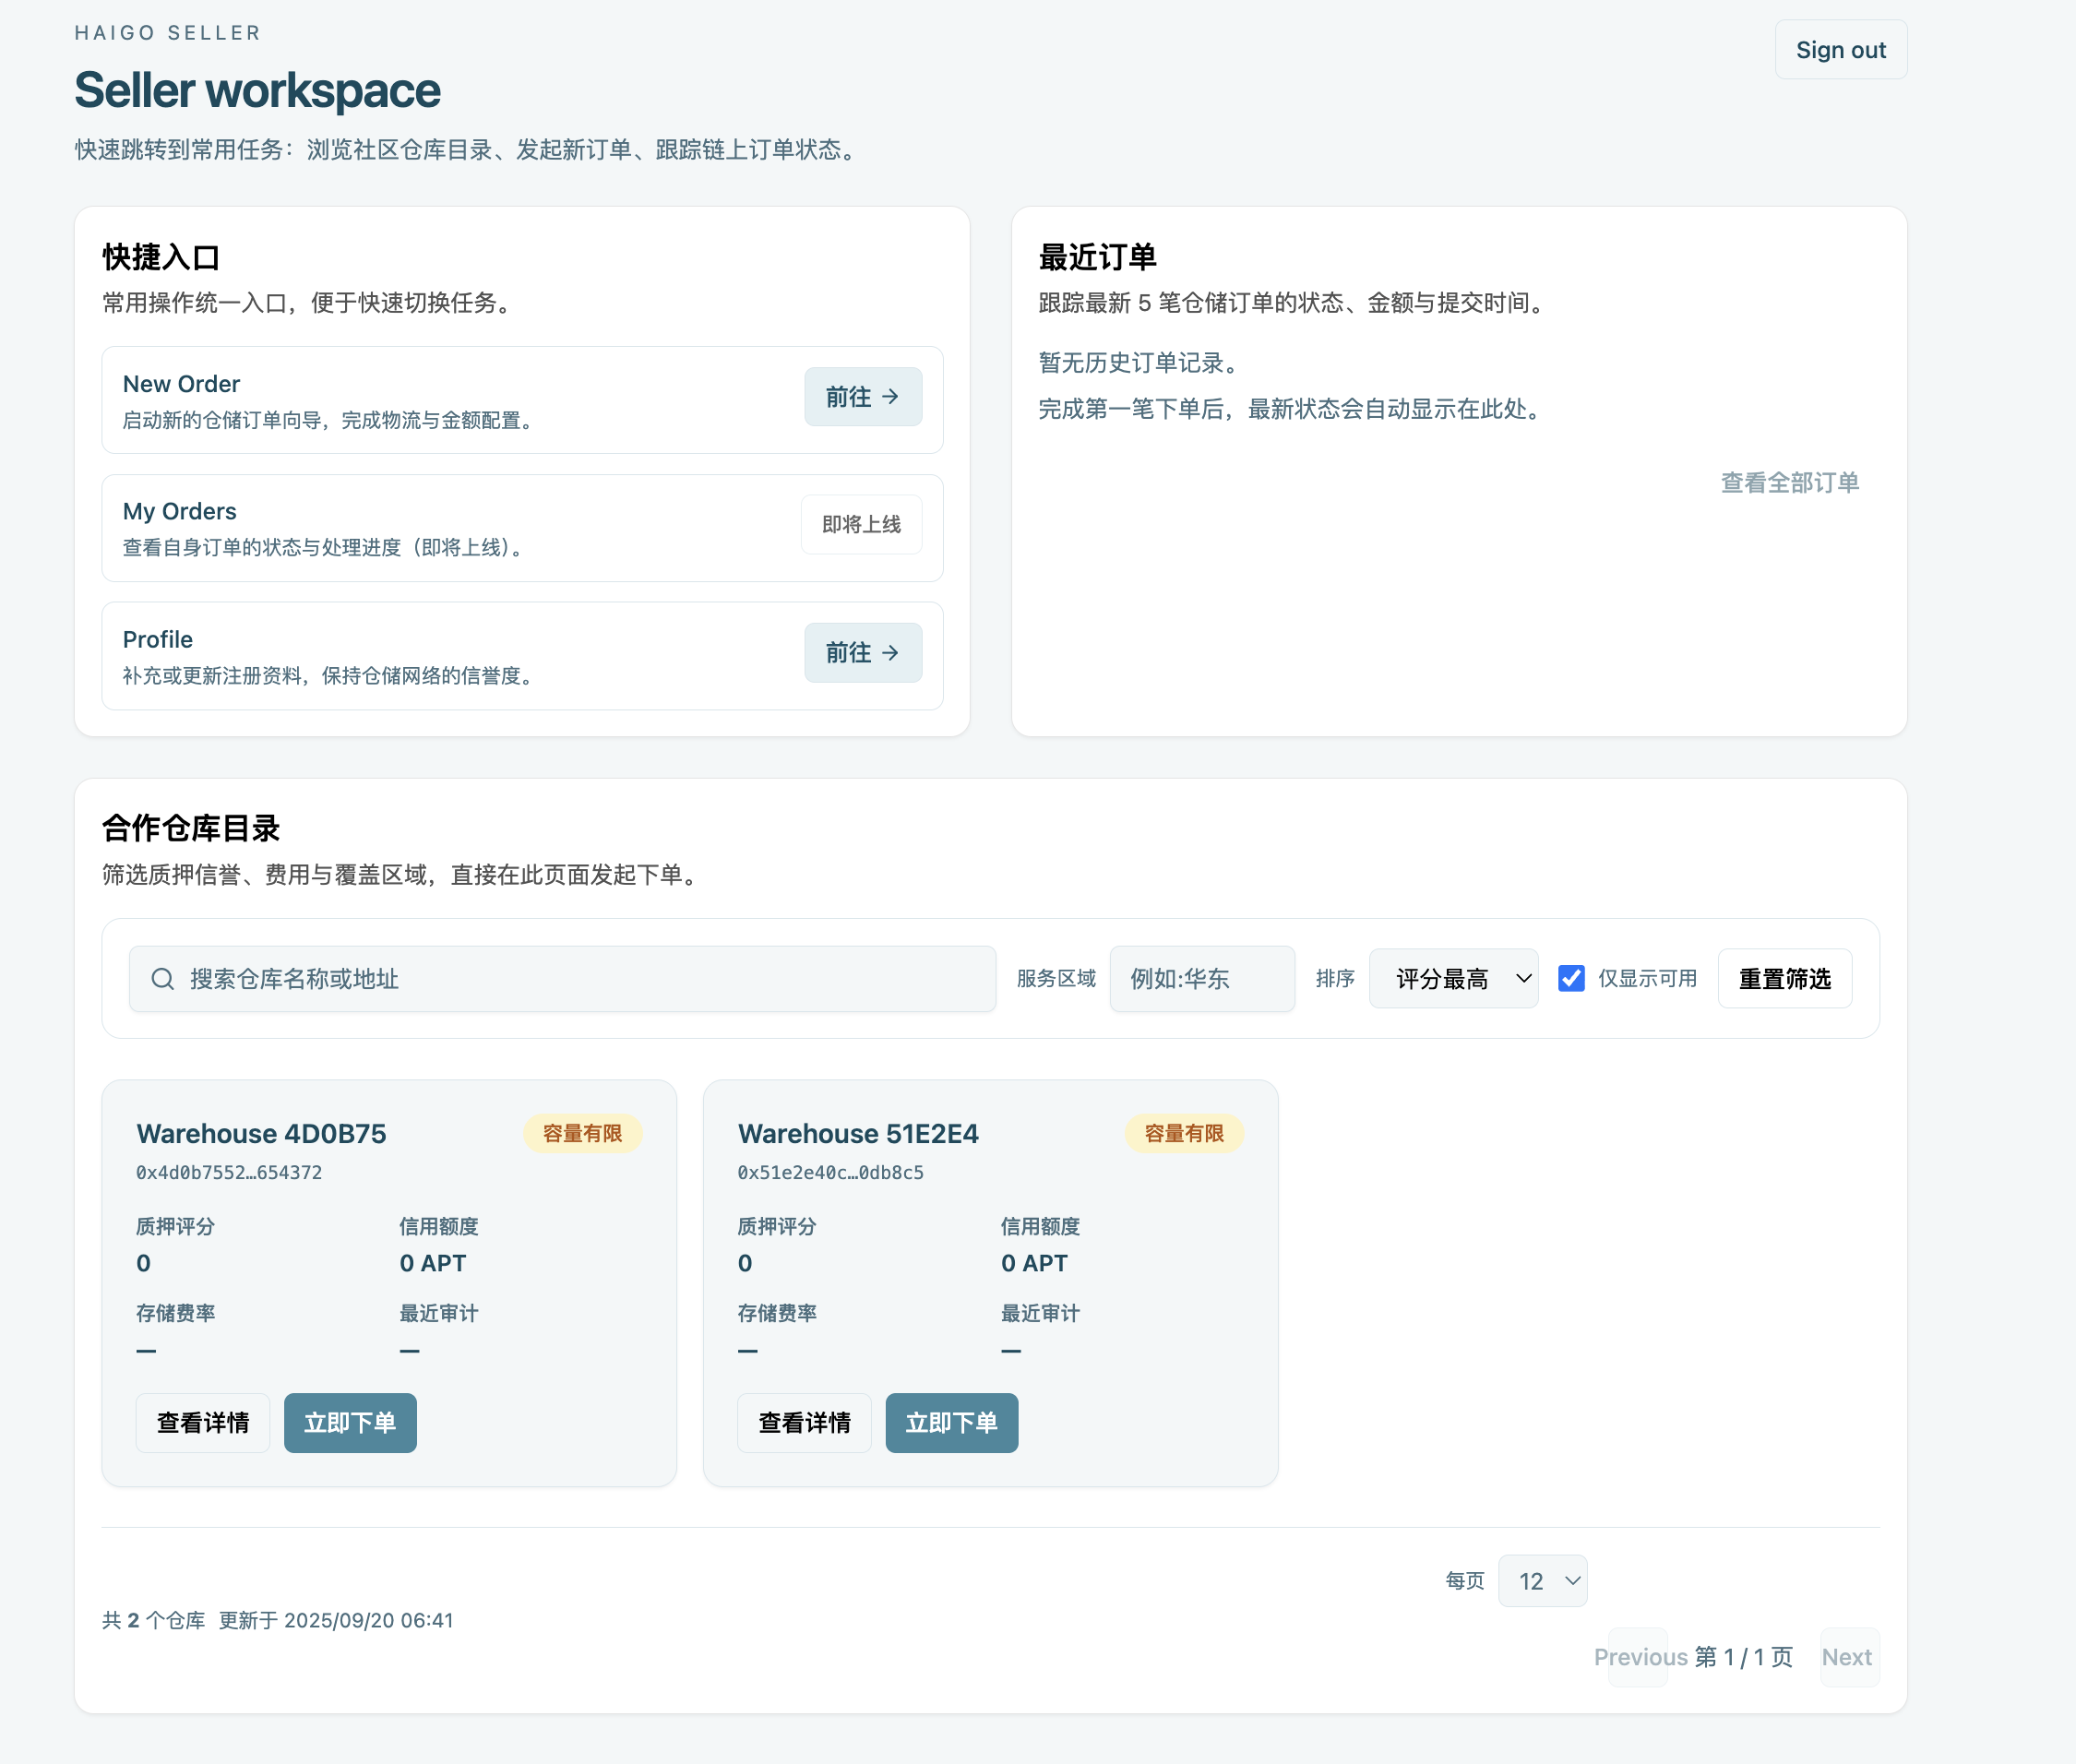 HAIGO SELLER
Sign out
Seller workspace
快速跳转到常用任务：浏览社区仓库目录、发起新订单、跟踪链上订单状态。
快捷入口
常用操作统一入口，便于快速切换任务。
New Order
启动新的仓储订单向导，完成物流与金额配置。
前往 →
My Orders
查看自身订单的状态与处理进度（即将上线）。
即将上线
Profile
补充或更新注册资料，保持仓储网络的信誉度。
前往 →
最近订单
跟踪最新 5 笔仓储订单的状态、金额与提交时间。
暂无历史订单记录。
完成第一笔下单后，最新状态会自动显示在此处。
查看全部订单
合作仓库目录
筛选质押信誉、费用与覆盖区域，直接在此页面发起下单。
搜索仓库名称或地址 服务区域 例如:华东 排序 评分最高 仅显示可用 重置筛选
Warehouse 4D0B75 容量有限
0x4d0b7552…654372
质押评分 信用额度
0 0 APT
存储费率 最近审计
— —
查看详情 立即下单
Warehouse 51E2E4 容量有限
0x51e2e40c…0db8c5
质押评分 信用额度
0 0 APT
存储费率 最近审计
— —
查看详情 立即下单
每页 12
共 2 个仓库 更新于 2025/09/20 06:41
Previous 第 1 / 1 页 Next